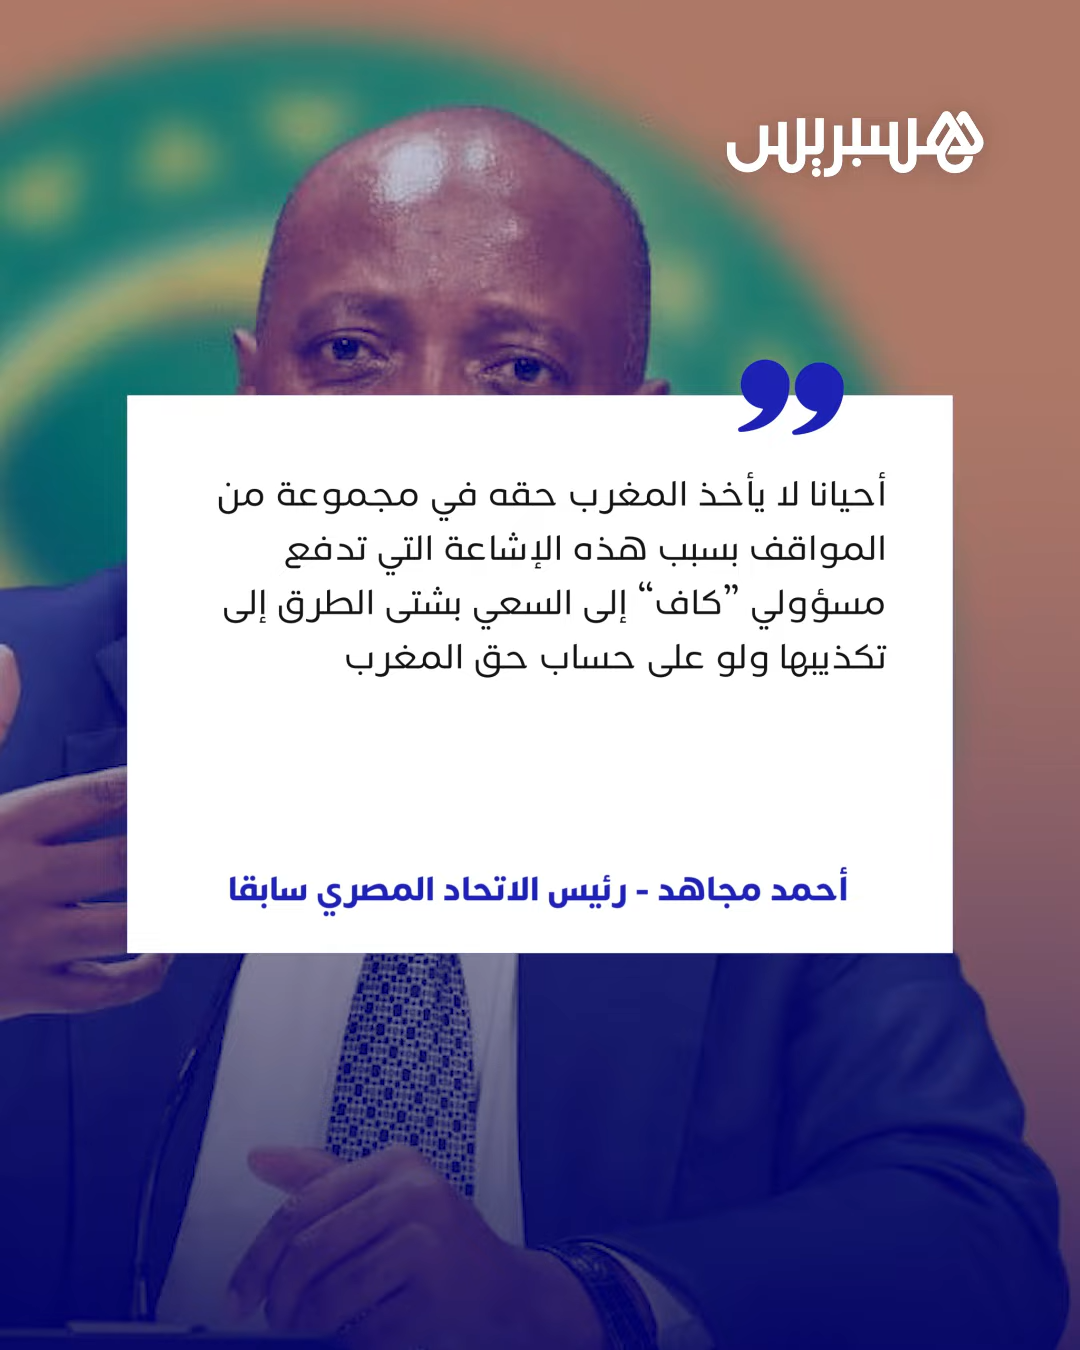 هسبريس
أحيانا لا يأخذ المغرب حقه في مجموعة من
المواقف بسبب هذه الإشاعة التي تدفع
مسؤولي ”كاف“ إلى السعي بشتى الطرق إلى
تكذيبها ولو على حساب حق المغرب
أحمد مجاهد - رئيس الاتحاد المصري سابقا